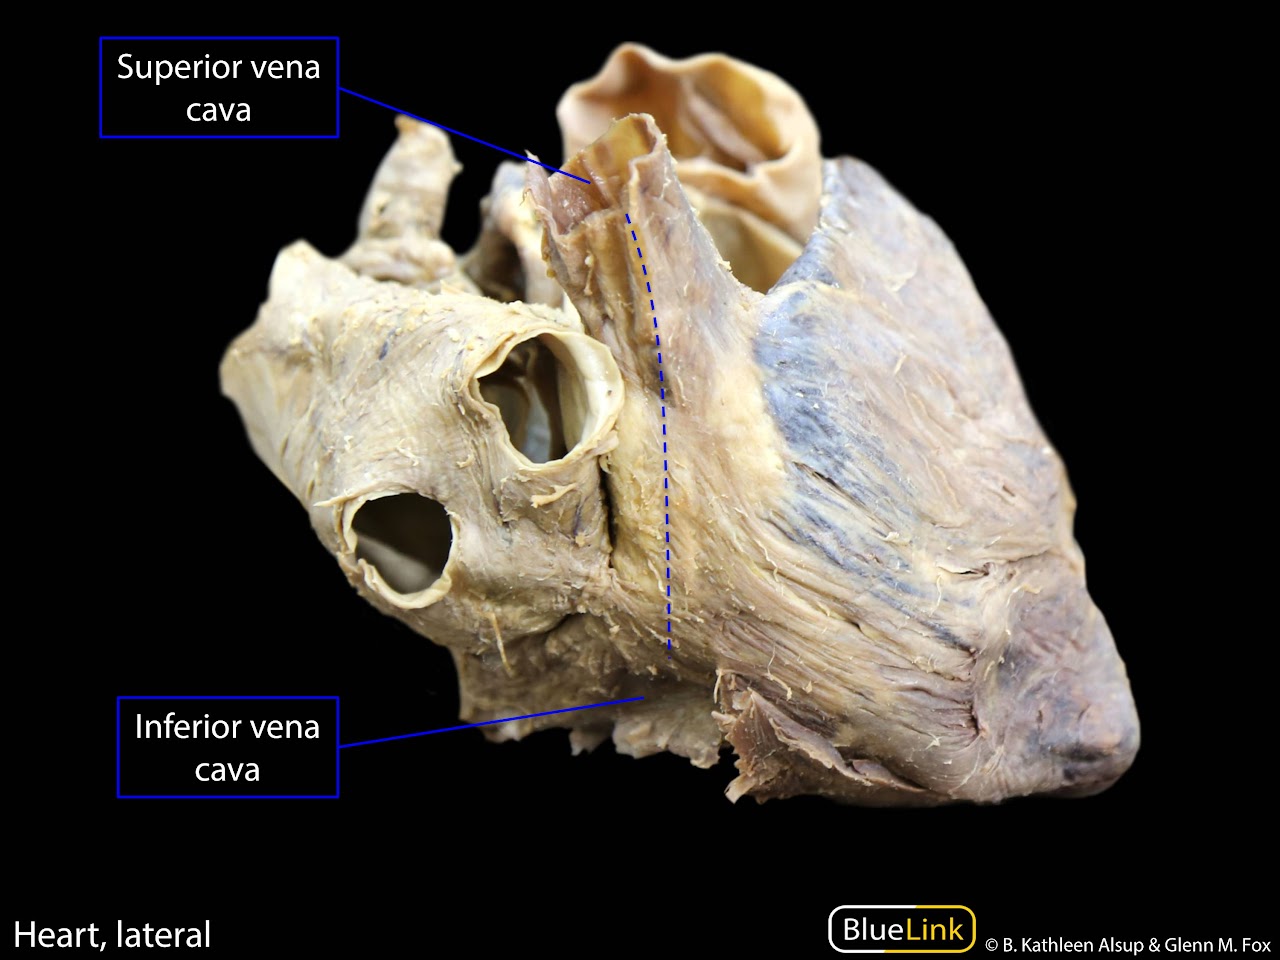 Superior vena
cava
Inferior vena
cava
Heart, lateral
BlueLink
© B. Kathleen Alsup & Glenn M. Fox